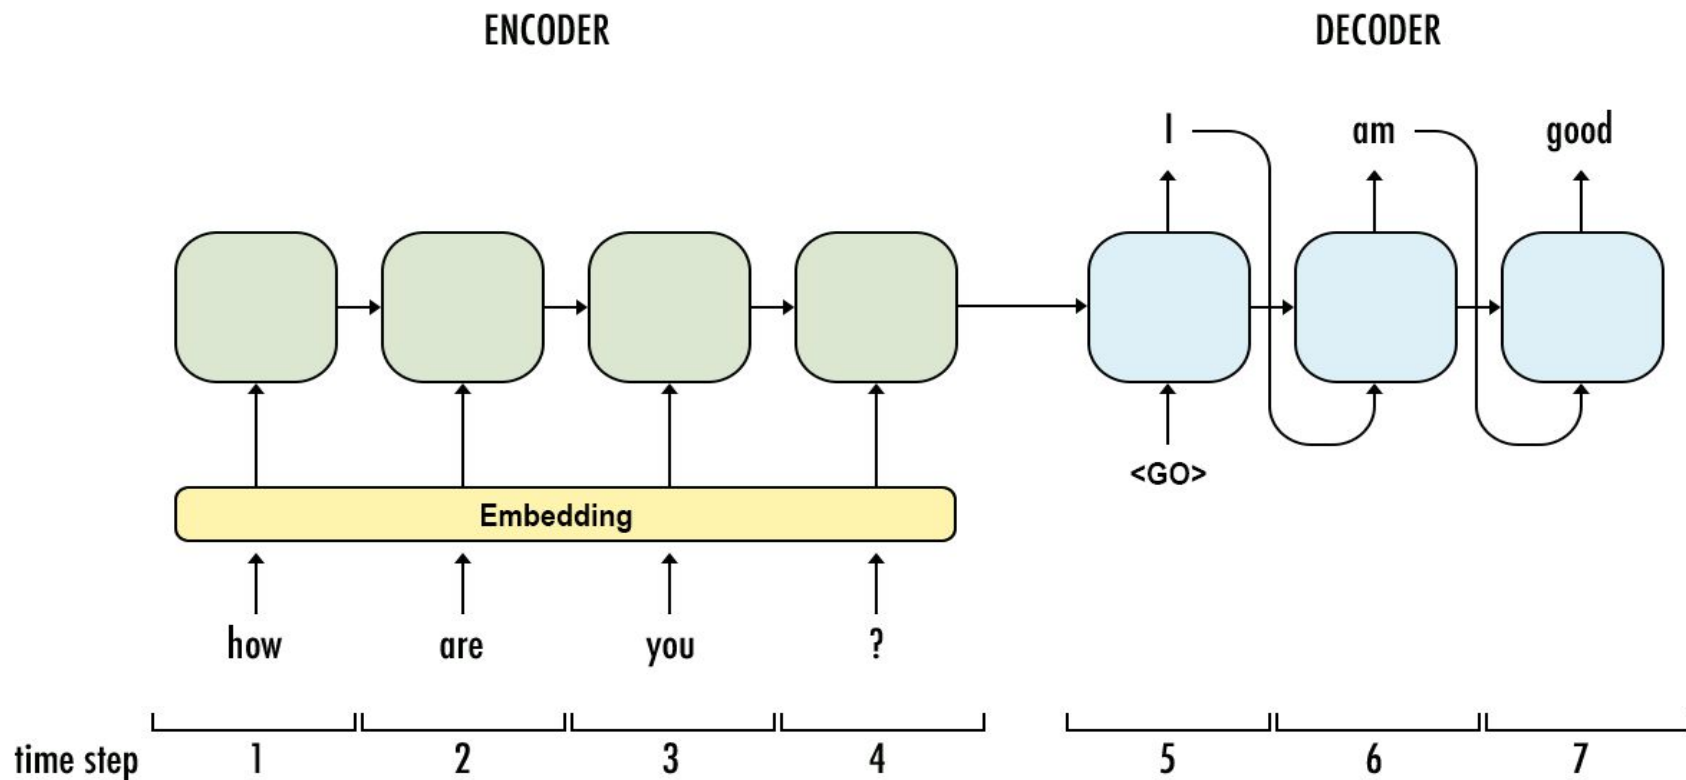 ENCODER DECODER
I am good
<GO>
Embedding
how are you ?
time step 1 2 3 4 5 6 7